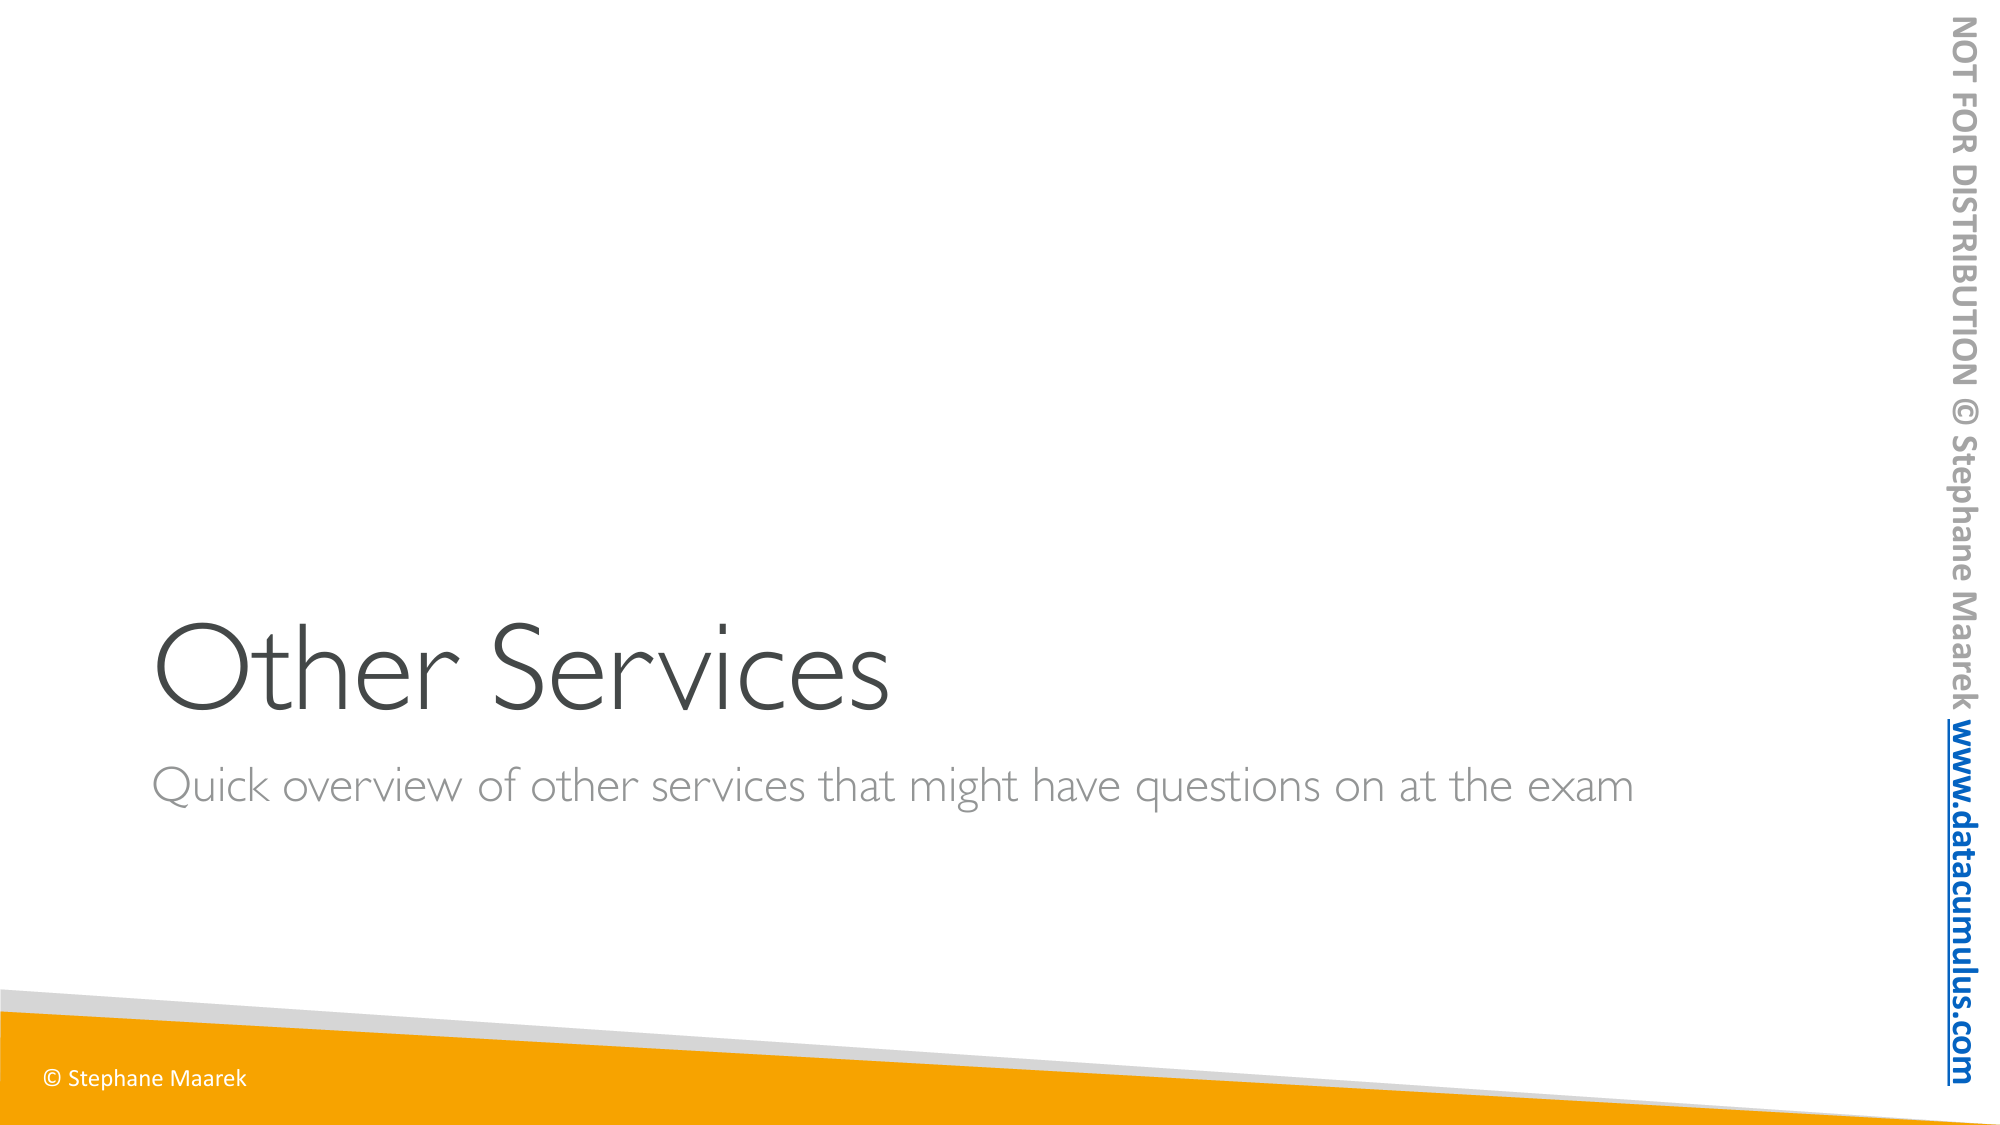 Other Services
Quick overview of other services that might have questions on at the exam
© Stephane Maarek
NOT FOR DISTRIBUTION © Stephane Maarek www.datacumulus.com